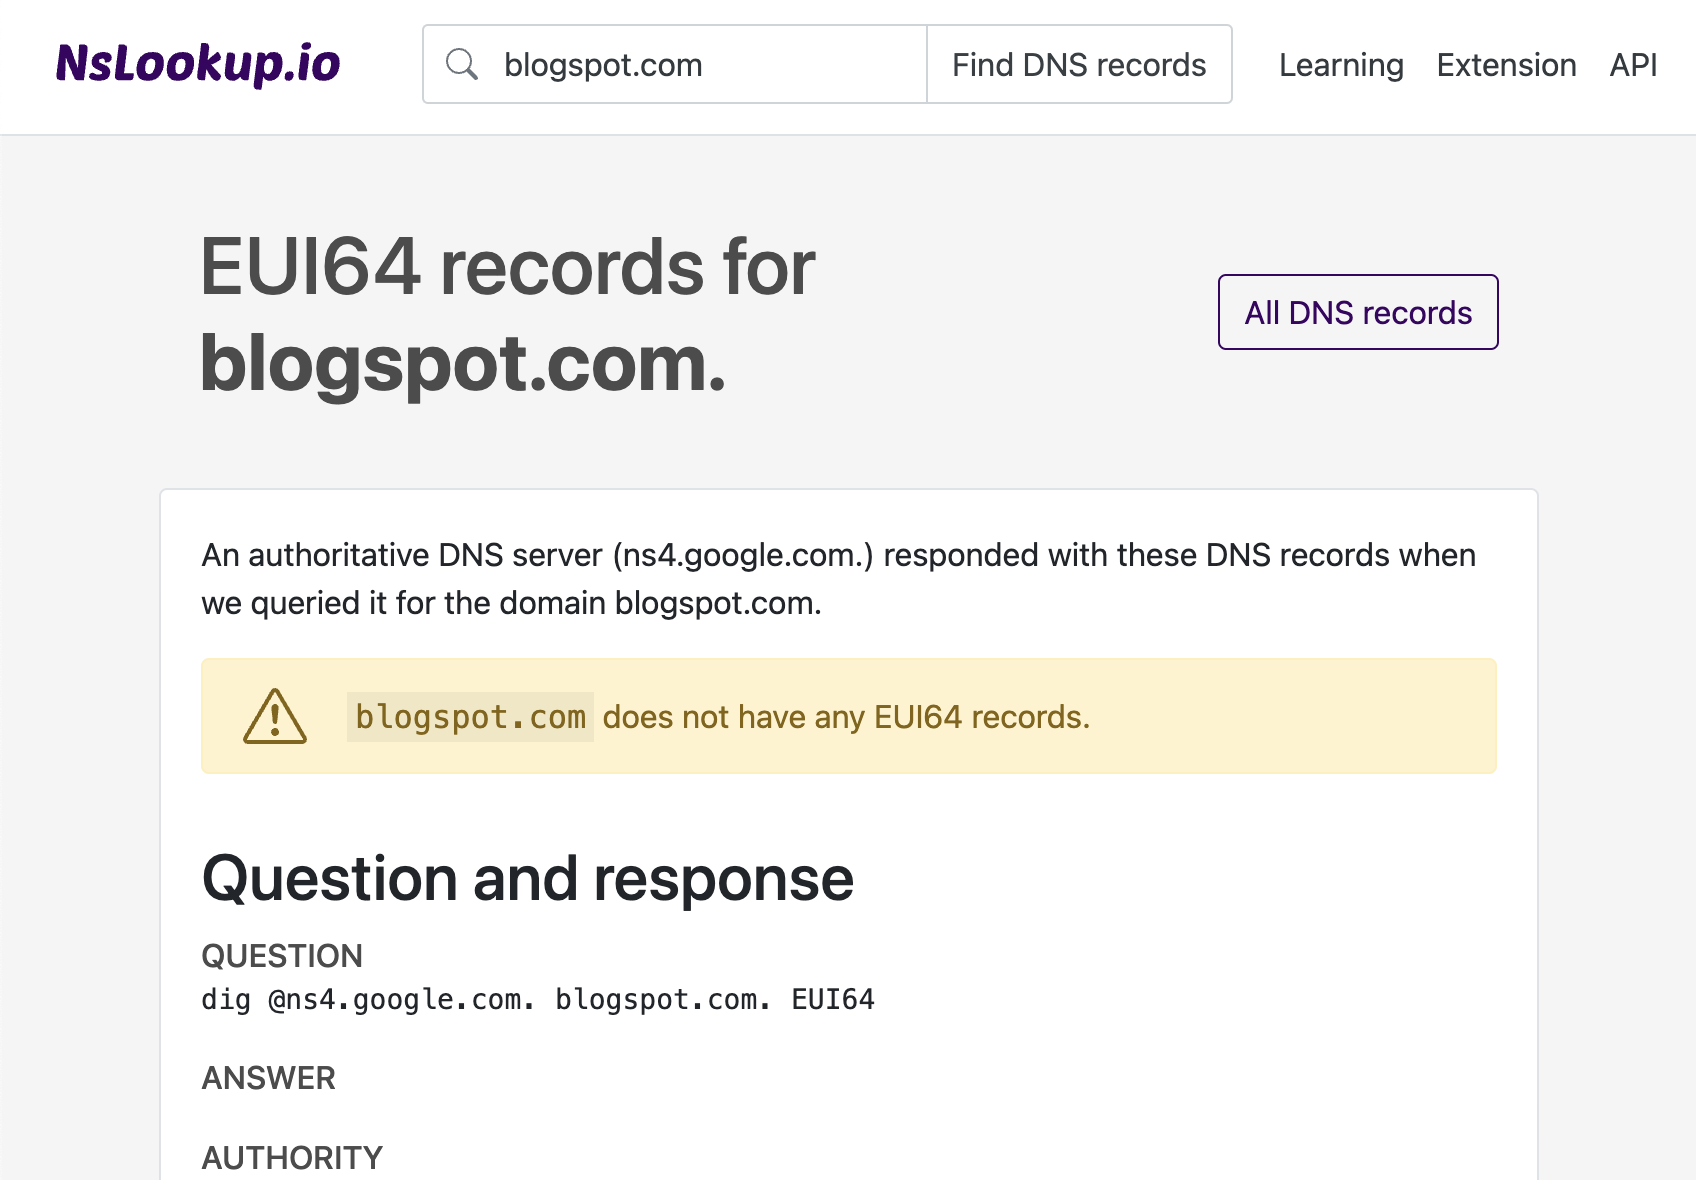 NsLookup.io
blogspot.com
Find DNS records
Learning
Extension
API
EUI64 records for
blogspot.com.
All DNS records
An authoritative DNS server (ns4.google.com.) responded with these DNS records when
we queried it for the domain blogspot.com.
blogspot.com does not have any EUI64 records.
Question and response
QUESTION
dig @ns4.google.com. blogspot.com. EUI64
ANSWER
AUTHORITY